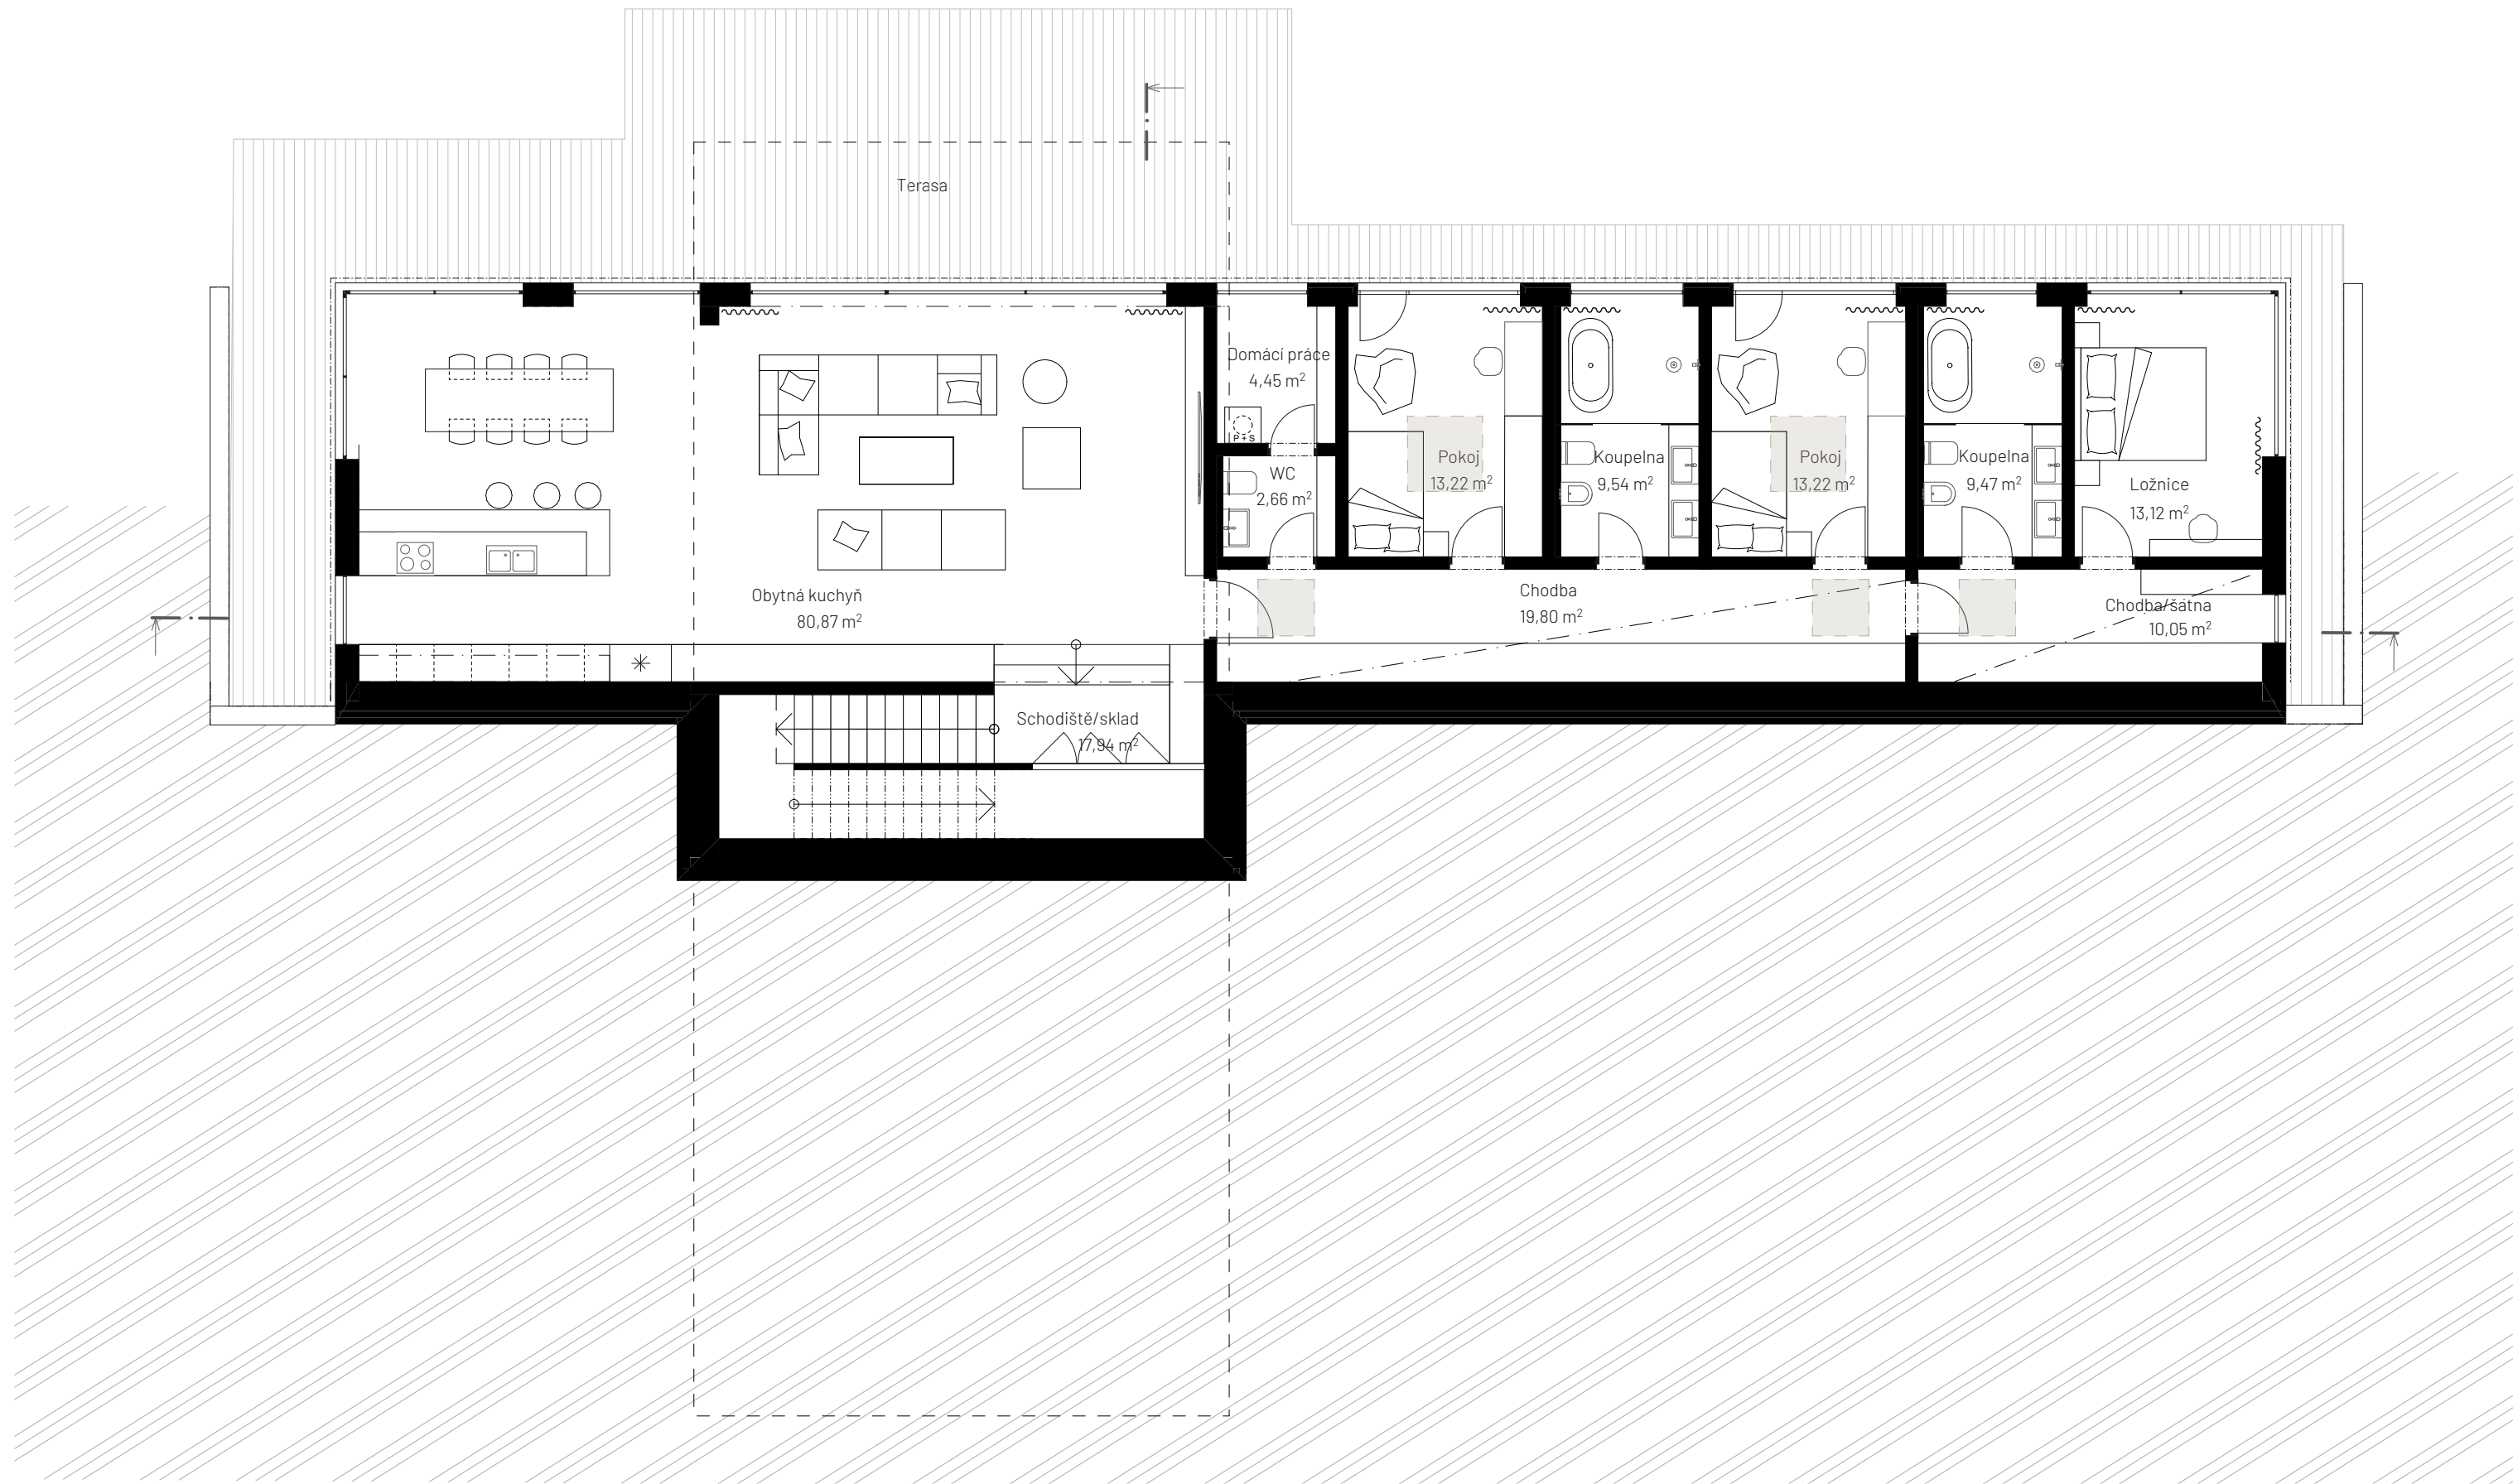 Terasa
Domácí práce
4,45 m²
P+S
WC
2,66 m²
Pokoj
13,22 m²
Koupelna
9,54 m²
Pokoj
13,22 m²
Koupelna
9,47 m²
Ložnice
13,12 m²
Obytná kuchyň
80,87 m²
Chodba
19,80 m²
Chodba/šatna
10,05 m²
Schodiště/sklad
17,94 m²